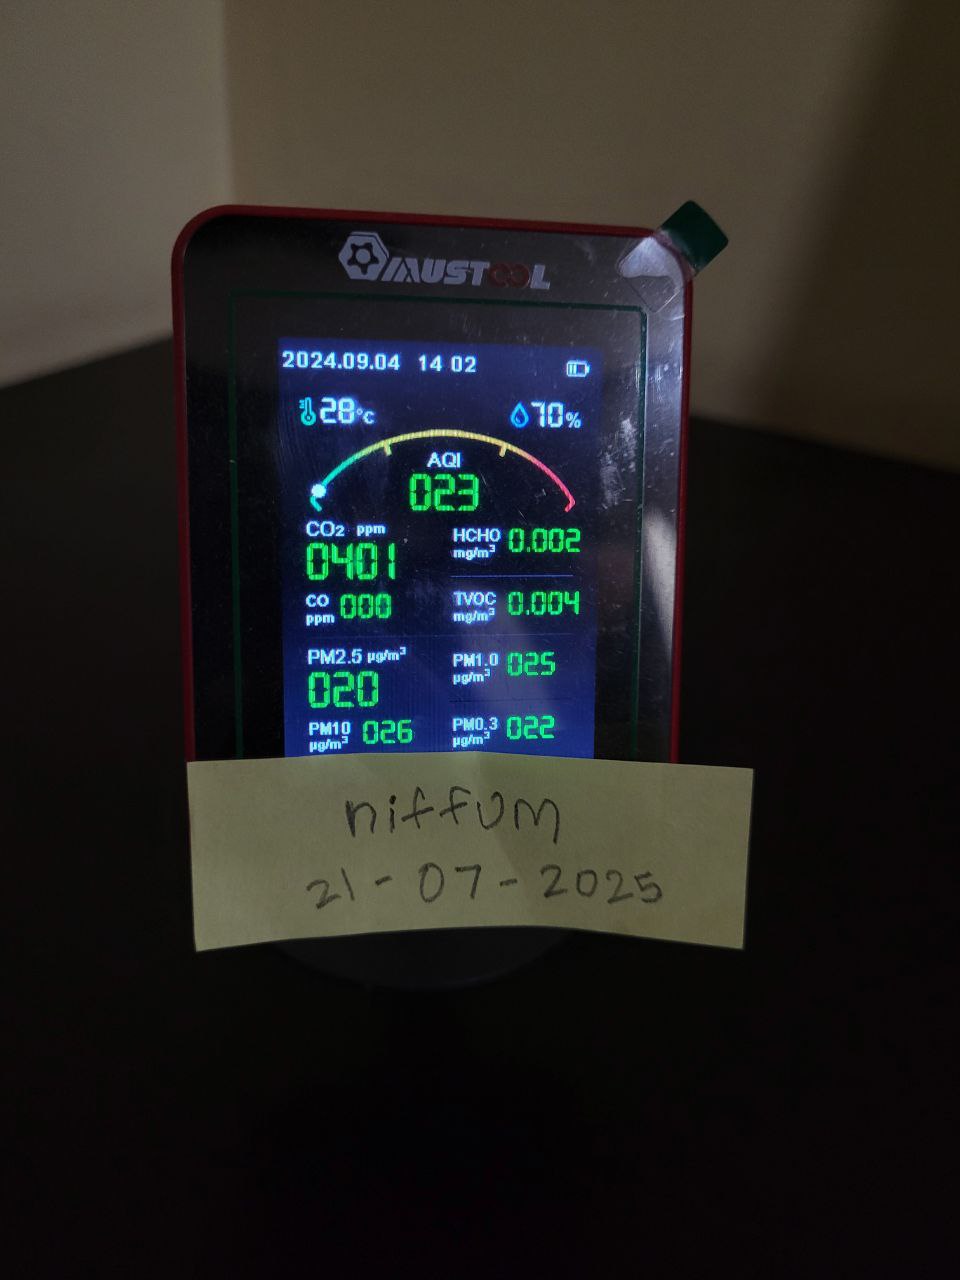 MUSTOOL
2024.09.04 14 02
28°C 70%
AQI
023
CO2 ppm
0401
HCHO mg/m³ 0.002
CO ppm 000
TVOC mg/m³ 0.004
PM2.5 µg/m³
020
PM1.0 µg/m³ 025
PM10 µg/m³ 026
PM0.3 µg/m³ 022
niffum
21-07-2025